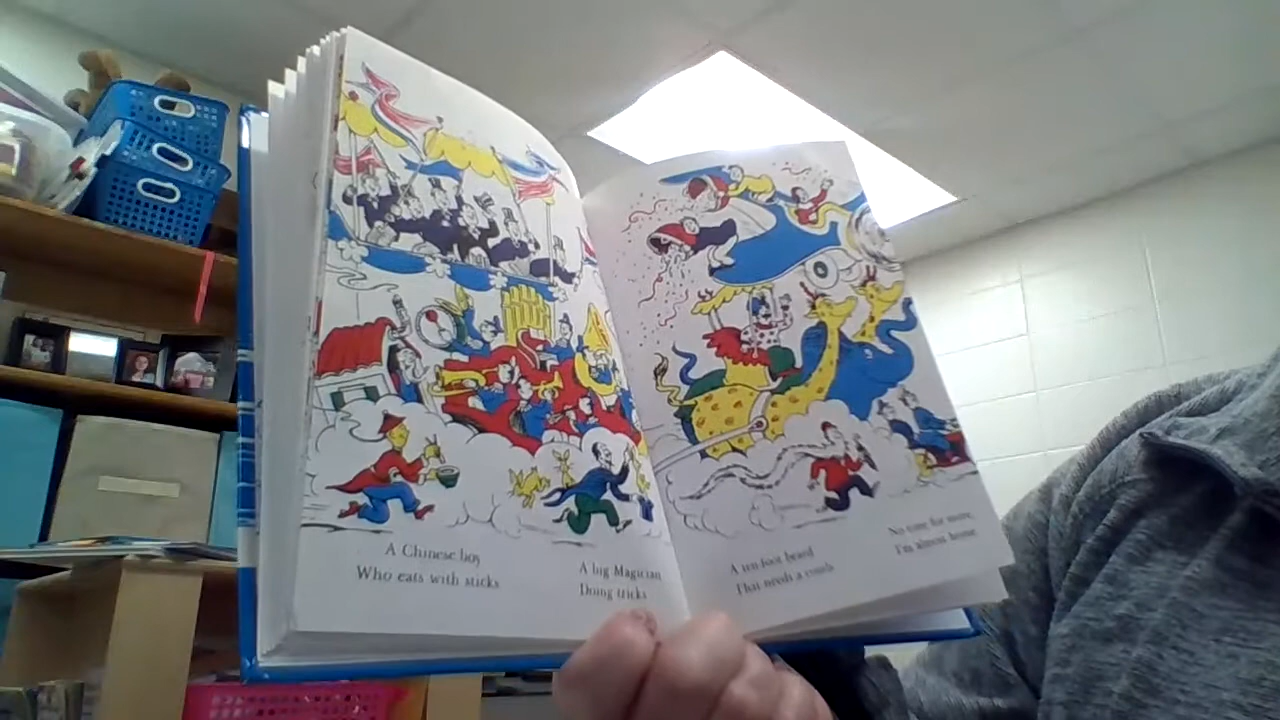 A Chinese boy
Who eats with sticks
A big Magician
Doing tricks
A ten-foot beard
That needs a comb
No time for more,
I'm almost home.